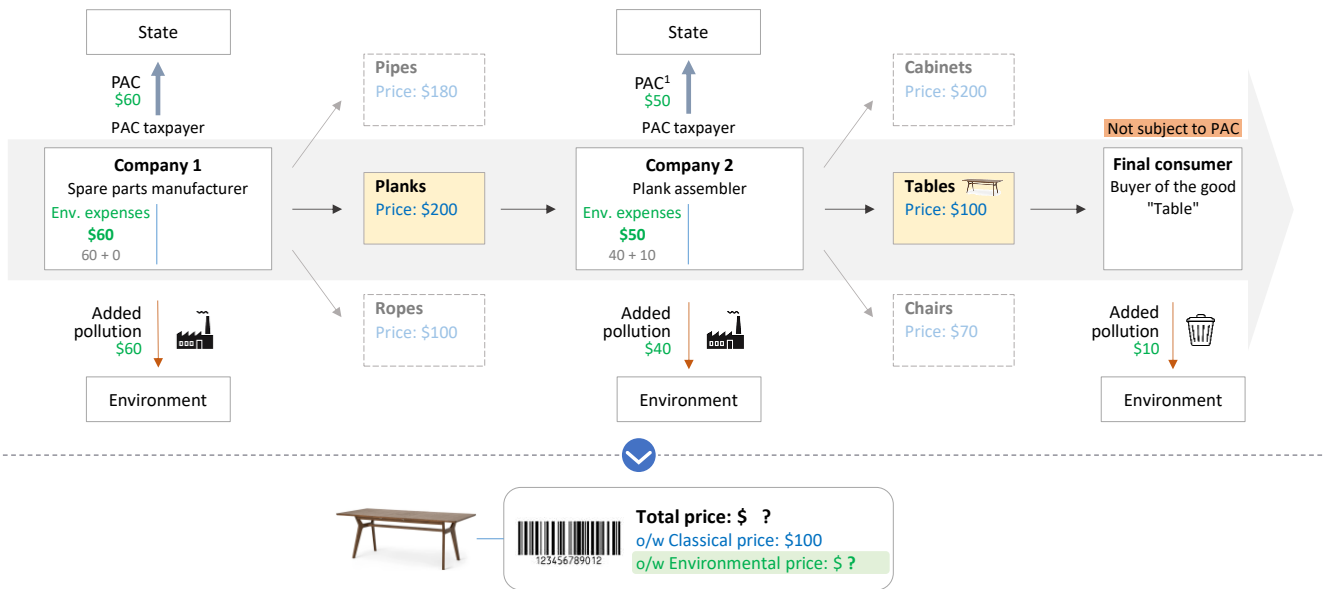 State
PAC
$60
PAC taxpayer
Company 1
Spare parts manufacturer
Env. expenses
$60
60 + 0
Added
pollution
$60
Environment
Pipes
Price: $180
Planks
Price: $200
Ropes
Price: $100
State
PAC¹
$50
PAC taxpayer
Company 2
Plank assembler
Env. expenses
$50
40 + 10
Added
pollution
$40
Environment
Cabinets
Price: $200
Tables
Price: $100
Chairs
Price: $70
Not subject to PAC
Final consumer
Buyer of the good
"Table"
Added
pollution
$10
Environment
123456789012
Total price: $ ?
o/w Classical price: $100
o/w Environmental price: $ ?